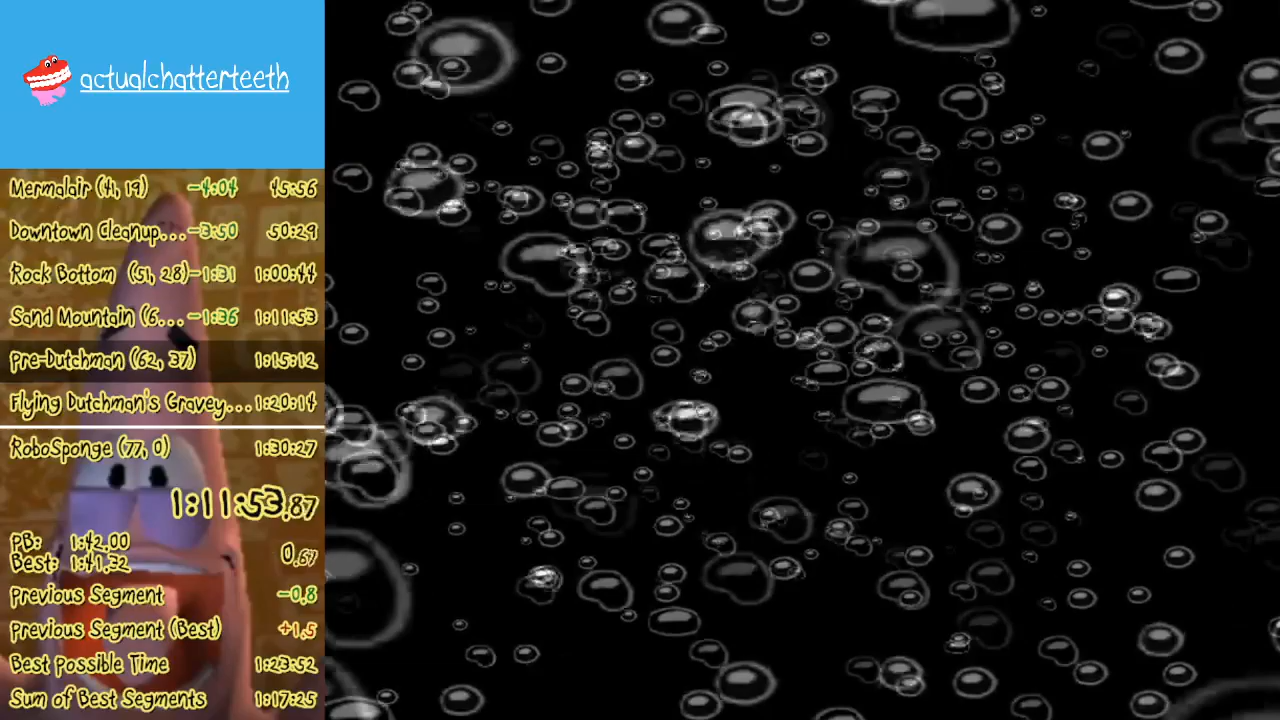 actualchatterteeth
Mermalair (41, 19) -4:04 45:56
Downtown Cleanup... -3:50 50:29
Rock Bottom (51, 28) -1:31 1:00:44
Sand Mountain (6... -1:36 1:11:53
Pre-Dutchman (62, 37) 1:15:12
Flying Dutchman's Gravey... 1:20:14
RoboSponge (77, 0) 1:30:27
1:11:53.87
PB: 1:42.00
Best: 1:41.32
0.67
Previous Segment -0.8
Previous Segment (Best) +1.5
Best Possible Time 1:23:52
Sum of Best Segments 1:17:25